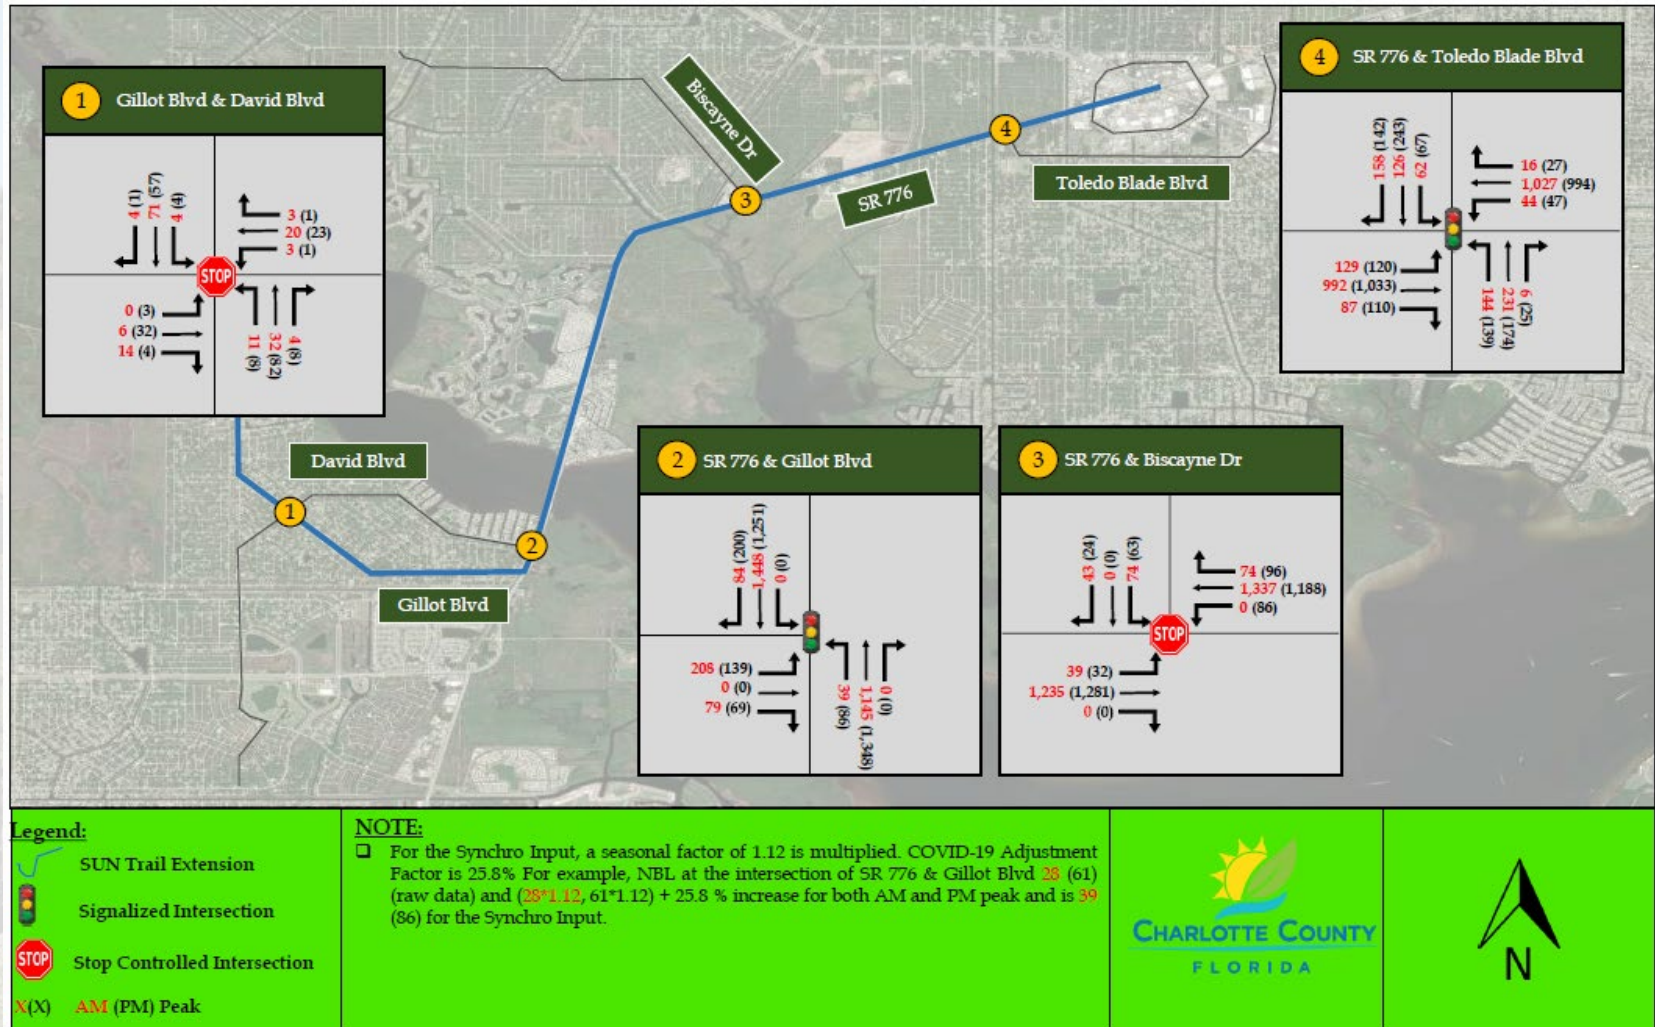 1 Gillot Blvd & David Blvd
4 (1)
71 (57)
4 (4)
3 (1)
20 (23)
3 (1)
STOP
0 (3)
6 (32)
14 (4)
11 (8)
32 (82)
4 (8)
Biscayne Dr
3
SR 776
4
Toledo Blade Blvd
4 SR 776 & Toledo Blade Blvd
158 (142)
126 (243)
62 (67)
16 (27)
1,027 (994)
44 (47)
129 (120)
992 (1,033)
87 (110)
144 (139)
231 (174)
6 (25)
David Blvd
1
2
Gillot Blvd
2 SR 776 & Gillot Blvd
84 (200)
1,448 (1,251)
0 (0)
208 (139)
0 (0)
79 (69)
39 (86)
1,145 (1,348)
0 (0)
3 SR 776 & Biscayne Dr
43 (24)
0 (0)
74 (63)
74 (96)
1,337 (1,188)
0 (86)
STOP
39 (32)
1,235 (1,281)
0 (0)
Legend:
SUN Trail Extension
Signalized Intersection
STOP Stop Controlled Intersection
X(X) AM (PM) Peak
NOTE:
For the Synchro Input, a seasonal factor of 1.12 is multiplied. COVID-19 Adjustment
Factor is 25.8% For example, NBL at the intersection of SR 776 & Gillot Blvd 28 (61)
(raw data) and (28*1.12, 61*1.12) + 25.8 % increase for both AM and PM peak and is 39
(86) for the Synchro Input.
CHARLOTTE COUNTY
FLORIDA
N